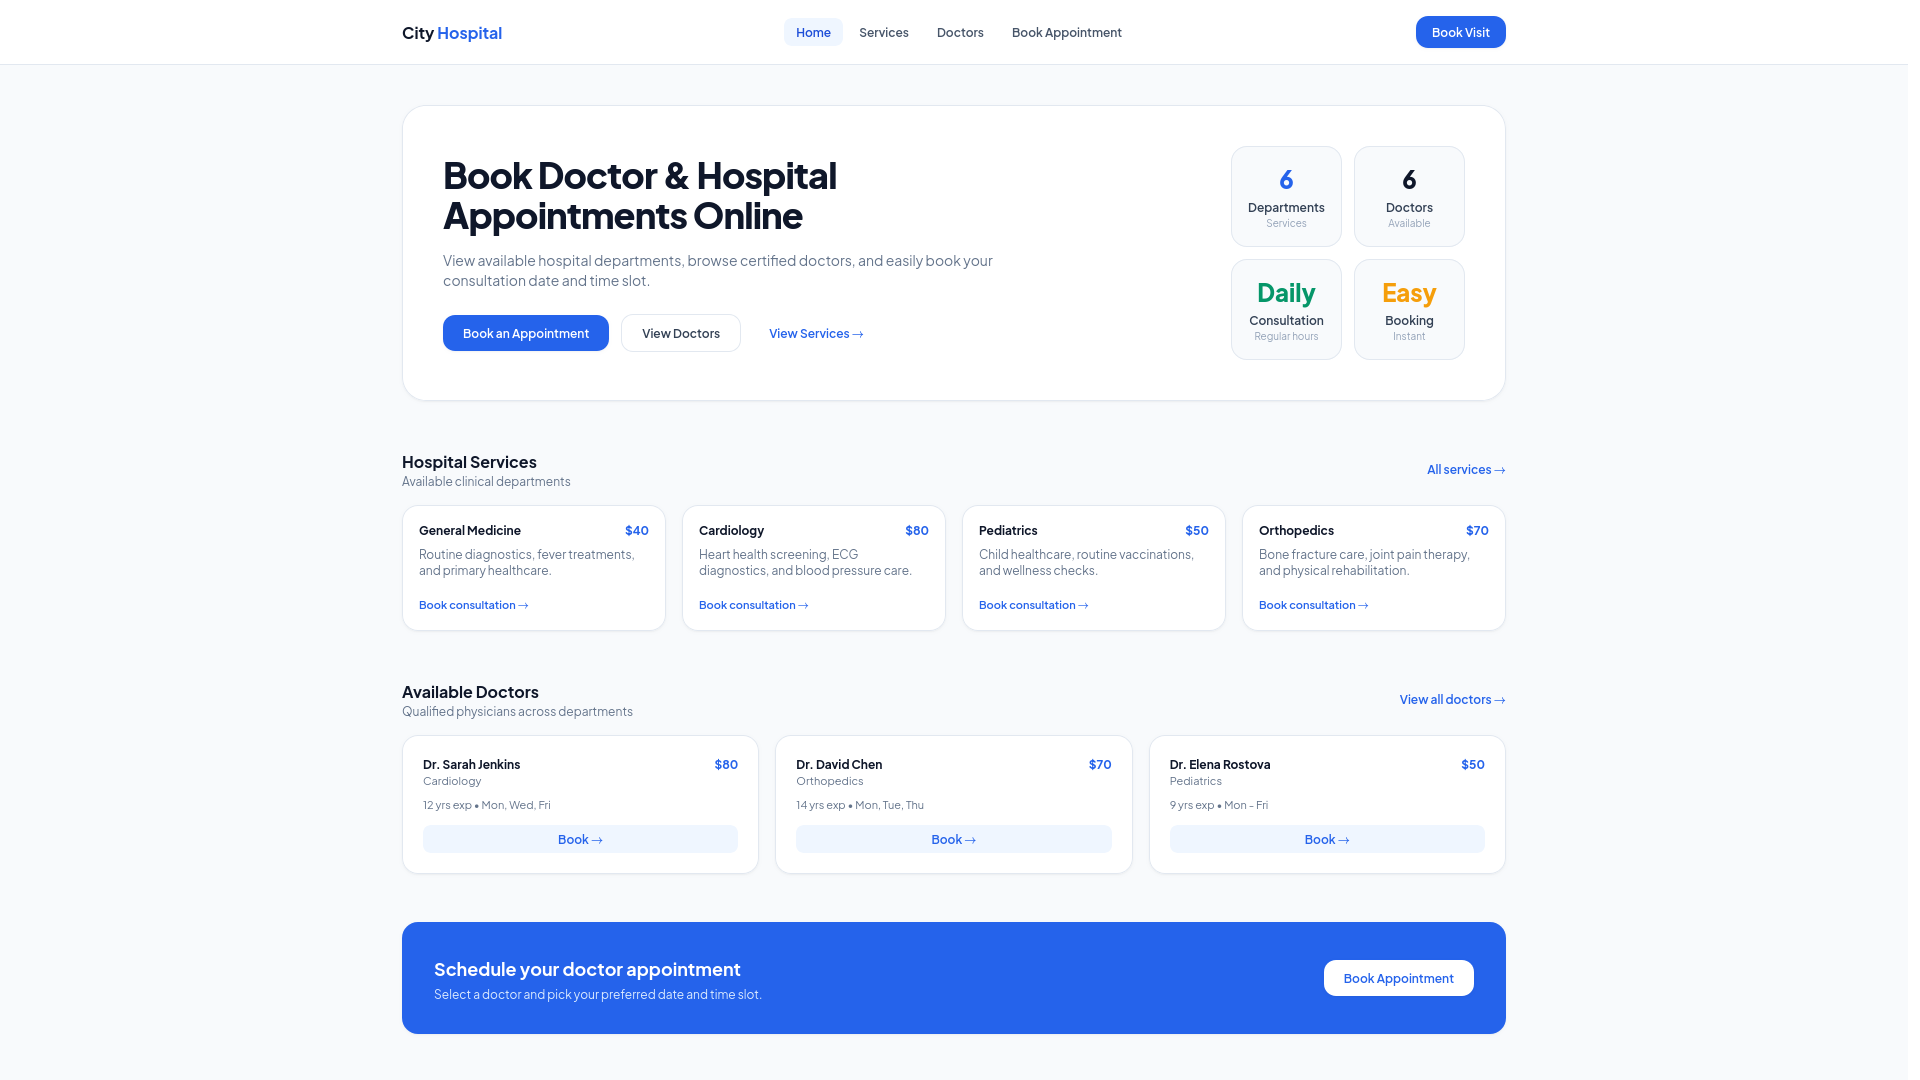 City Hospital
Home
Services
Doctors
Book Appointment
Book Visit
Book Doctor & Hospital
Appointments Online
View available hospital departments, browse certified doctors, and easily book your
consultation date and time slot.
Book an Appointment
View Doctors
View Services →
6
Departments
Services
6
Doctors
Available
Daily
Consultation
Regular hours
Easy
Booking
Instant
Hospital Services
Available clinical departments
All services →
General Medicine
$40
Routine diagnostics, fever treatments,
and primary healthcare.
Book consultation →
Cardiology
$80
Heart health screening, ECG
diagnostics, and blood pressure care.
Book consultation →
Pediatrics
$50
Child healthcare, routine vaccinations,
and wellness checks.
Book consultation →
Orthopedics
$70
Bone fracture care, joint pain therapy,
and physical rehabilitation.
Book consultation →
Available Doctors
Qualified physicians across departments
View all doctors →
Dr. Sarah Jenkins
$80
Cardiology
12 yrs exp • Mon, Wed, Fri
Book →
Dr. David Chen
$70
Orthopedics
14 yrs exp • Mon, Tue, Thu
Book →
Dr. Elena Rostova
$50
Pediatrics
9 yrs exp • Mon - Fri
Book →
Schedule your doctor appointment
Select a doctor and pick your preferred date and time slot.
Book Appointment